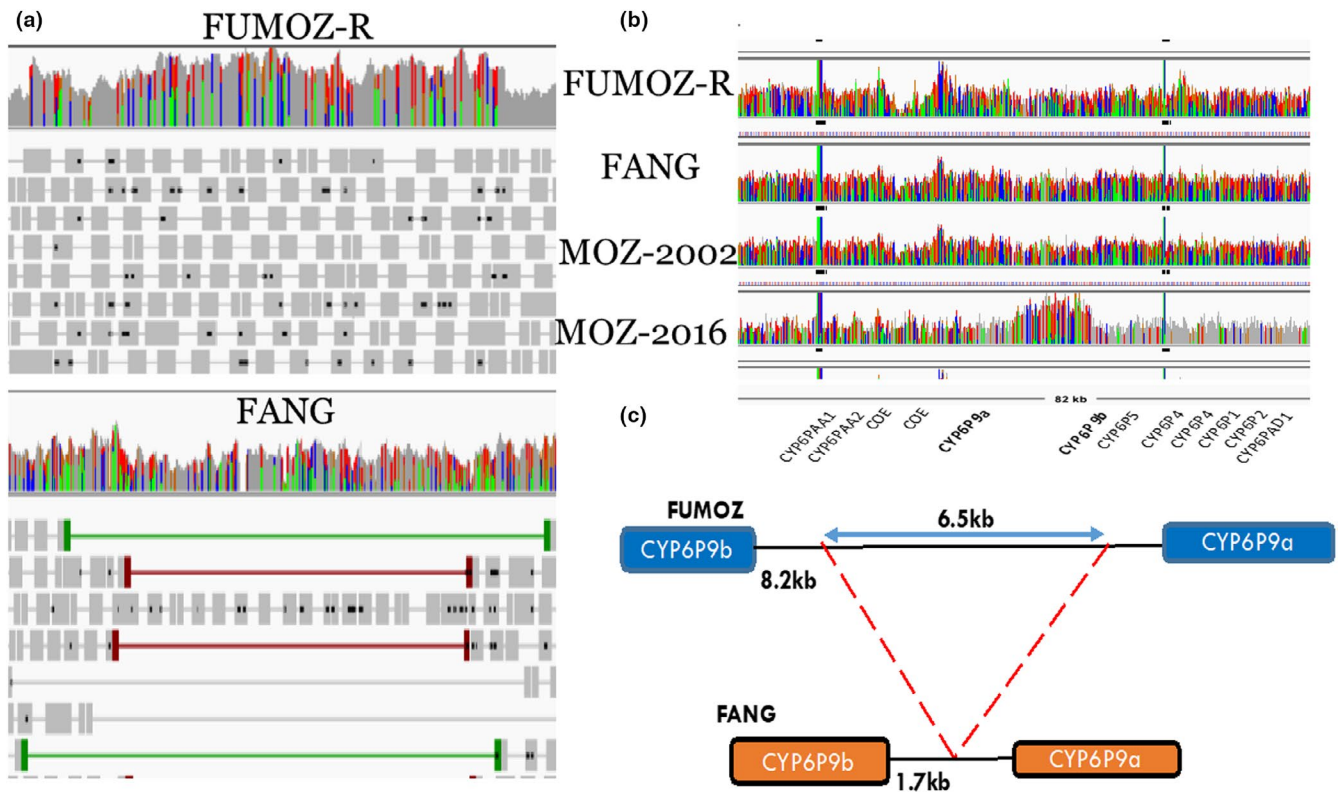 (a)
FUMOZ-R
FANG
(b)
FUMOZ-R
FANG
MOZ-2002
MOZ-2016
82 kb
CYP6PAA1
CYP6PAA2
COE
COE
CYP6P9a
CYP6P9b
CYP6P5
CYP6P4
CYP6P4
CYP6P1
CYP6P2
CYP6PAD1
(c)
FUMOZ
CYP6P9b
6.5kb
CYP6P9a
8.2kb
FANG
CYP6P9b
CYP6P9a
1.7kb